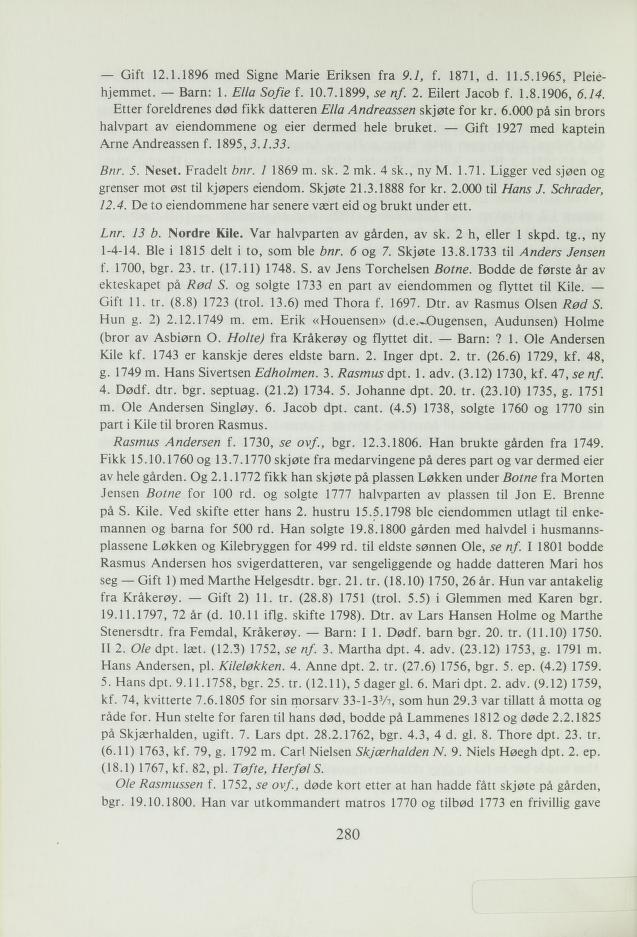 — Gift 12.1.1896 med Signe Marie Eriksen fra 9.1, f. 1871, d. 11.5.1965, Pleie-
hjemmet. — Barn: 1. Ella Sofie f. 10.7.1899, se nf. 2. Eilert Jacob f. 1.8.1906, 6.14.
Etter foreldrenes død fikk datteren Ella Andreassen skjøte for kr. 6.000 på sin brors
halvpart av eiendommene og eier dermed hele bruket. — Gift 1927 med kaptein
Arne Andreassen f. 1895, 3.1.33.
Bnr. 5. Neset. Fradelt bnr. 1 1869 m. sk. 2 mk. 4 sk., ny M. 1.71. Ligger ved sjøen og
grenser mot øst til kjøpers eiendom. Skjøte 21.3.1888 for kr. 2.000 til Hans J. Schrader,
12.4. De to eiendommene har senere vært eid og brukt under ett.
Lnr. 13 b. Nordre Kile. Var halvparten av gården, av sk. 2 h, eller 1 skpd. tg., ny
1-4-14. Ble i 1815 delt i to, som ble bnr. 6 og 7. Skjøte 13.8.1733 til Anders Jensen
f. 1700, bgr. 23. tr. (17.11) 1748. S. av Jens Torchelsen Botne. Bodde de første år av
ekteskapet på Rød S. og solgte 1733 en part av eiendommen og flyttet til Kile. —
Gift 11. tr. (8.8) 1723 (trol. 13.6) med Thora f. 1697. Dtr. av Rasmus Olsen Rød S.
Hun g. 2) 2.12.1749 m. em. Erik «Houensen» (d.e. Ougensen, Audunsen) Holme
(bror av Asbiørn O. Holte) fra Kråkerøy og flyttet dit. — Barn: ? 1. Ole Andersen
Kile kf. 1743 er kanskje deres eldste barn. 2. Inger dpt. 2. tr. (26.6) 1729, kf. 48,
g. 1749 m. Hans Sivertsen Edholmen. 3. Rasmus dpt. 1. adv. (3.12) 1730, kf. 47, se nf.
4. Dødf. dtr. bgr. septuag. (21.2) 1734. 5. Johanne dpt. 20. tr. (23.10) 1735, g. 1751
m. Ole Andersen Singløy. 6. Jacob dpt. cant. (4.5) 1738, solgte 1760 og 1770 sin
part i Kile til broren Rasmus.
Rasmus Andersen f. 1730, se ovf., bgr. 12.3.1806. Han brukte gården fra 1749.
Fikk 15.10.1760 og 13.7.1770 skjøte fra medarvingene på deres part og var dermed eier
av hele gården. Og 2.1.1772 fikk han skjøte på plassen Løkken under Botne fra Morten
Jensen Botne for 100 rd. og solgte 1777 halvparten av plassen til Jon E. Brenne
på S. Kile. Ved skifte etter hans 2. hustru 15.5.1798 ble eiendommen utlagt til enke-
mannen og barna for 500 rd. Han solgte 19.8.1800 gården med halvdel i husmanns-
plassene Løkken og Kilebryggen for 499 rd. til eldste sønnen Ole, se nf. I 1801 bodde
Rasmus Andersen hos svigerdatteren, var sengeliggende og hadde datteren Mari hos
seg — Gift 1) med Marthe Helgesdtr. bgr. 21. tr. (18.10) 1750, 26 år. Hun var antakelig
fra Kråkerøy. — Gift 2) 11. tr. (28.8) 1751 (trol. 5.5) i Glemmen med Karen bgr.
19.11.1797, 72 år (d. 10.11 iflg. skifte 1798). Dtr. av Lars Hansen Holme og Marthe
Stenersdtr. fra Femdal, Kråkerøy. — Barn: I 1. Dødf. barn bgr. 20. tr. (11.10) 1750.
II 2. Ole dpt. læt. (12.3) 1752, se nf. 3. Martha dpt. 4. adv. (23.12) 1753, g. 1791 m.
Hans Andersen, pl. Kileløkken. 4. Anne dpt. 2. tr. (27.6) 1756, bgr. 5. ep. (4.2) 1759.
5. Hans dpt. 9.11.1758, bgr. 25. tr. (12.11), 5 dager gl. 6. Mari dpt. 2. adv. (9.12) 1759,
kf. 74, kvitterte 7.6.1805 for sin morsarv 33-1-3³/₇, som hun 29.3 var tillatt å motta og
råde for. Hun stelte for faren til hans død, bodde på Lammenes 1812 og døde 2.2.1825
på Skjærhalden, ugift. 7. Lars dpt. 28.2.1762, bgr. 4.3, 4 d. gl. 8. Thore dpt. 23. tr.
(6.11) 1763, kf. 79, g. 1792 m. Carl Nielsen Skjærhalden N. 9. Niels Høegh dpt. 2. ep.
(18.1) 1767, kf. 82, pl. Tøfte, Herføl S.
Ole Rasmussen f. 1752, se ovf., døde kort etter at han hadde fått skjøte på gården,
bgr. 19.10.1800. Han var utkommandert matros 1770 og tilbød 1773 en frivillig gave
280